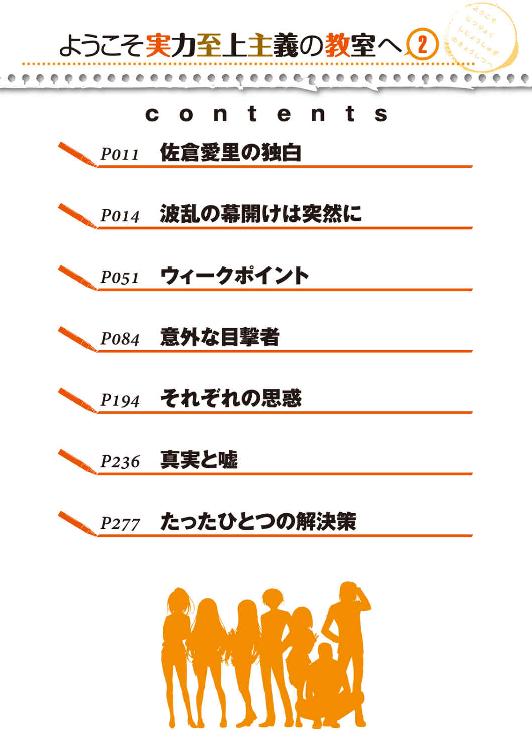 ようこそ実力至上主義の教室へ②
contents
P011 佐倉愛里の独白
P014 波乱の幕開けは突然に
P051 ウィークポイント
P084 意外な目撃者
P194 それぞれの思惑
P236 真実と嘘
P277 たったひとつの解決策